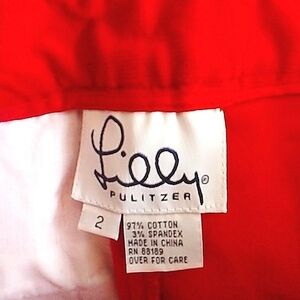 Lilly®
PULITZER
2
97% COTTON
3% SPANDEX
MADE IN CHINA
RN 88189
OVER FOR CARE